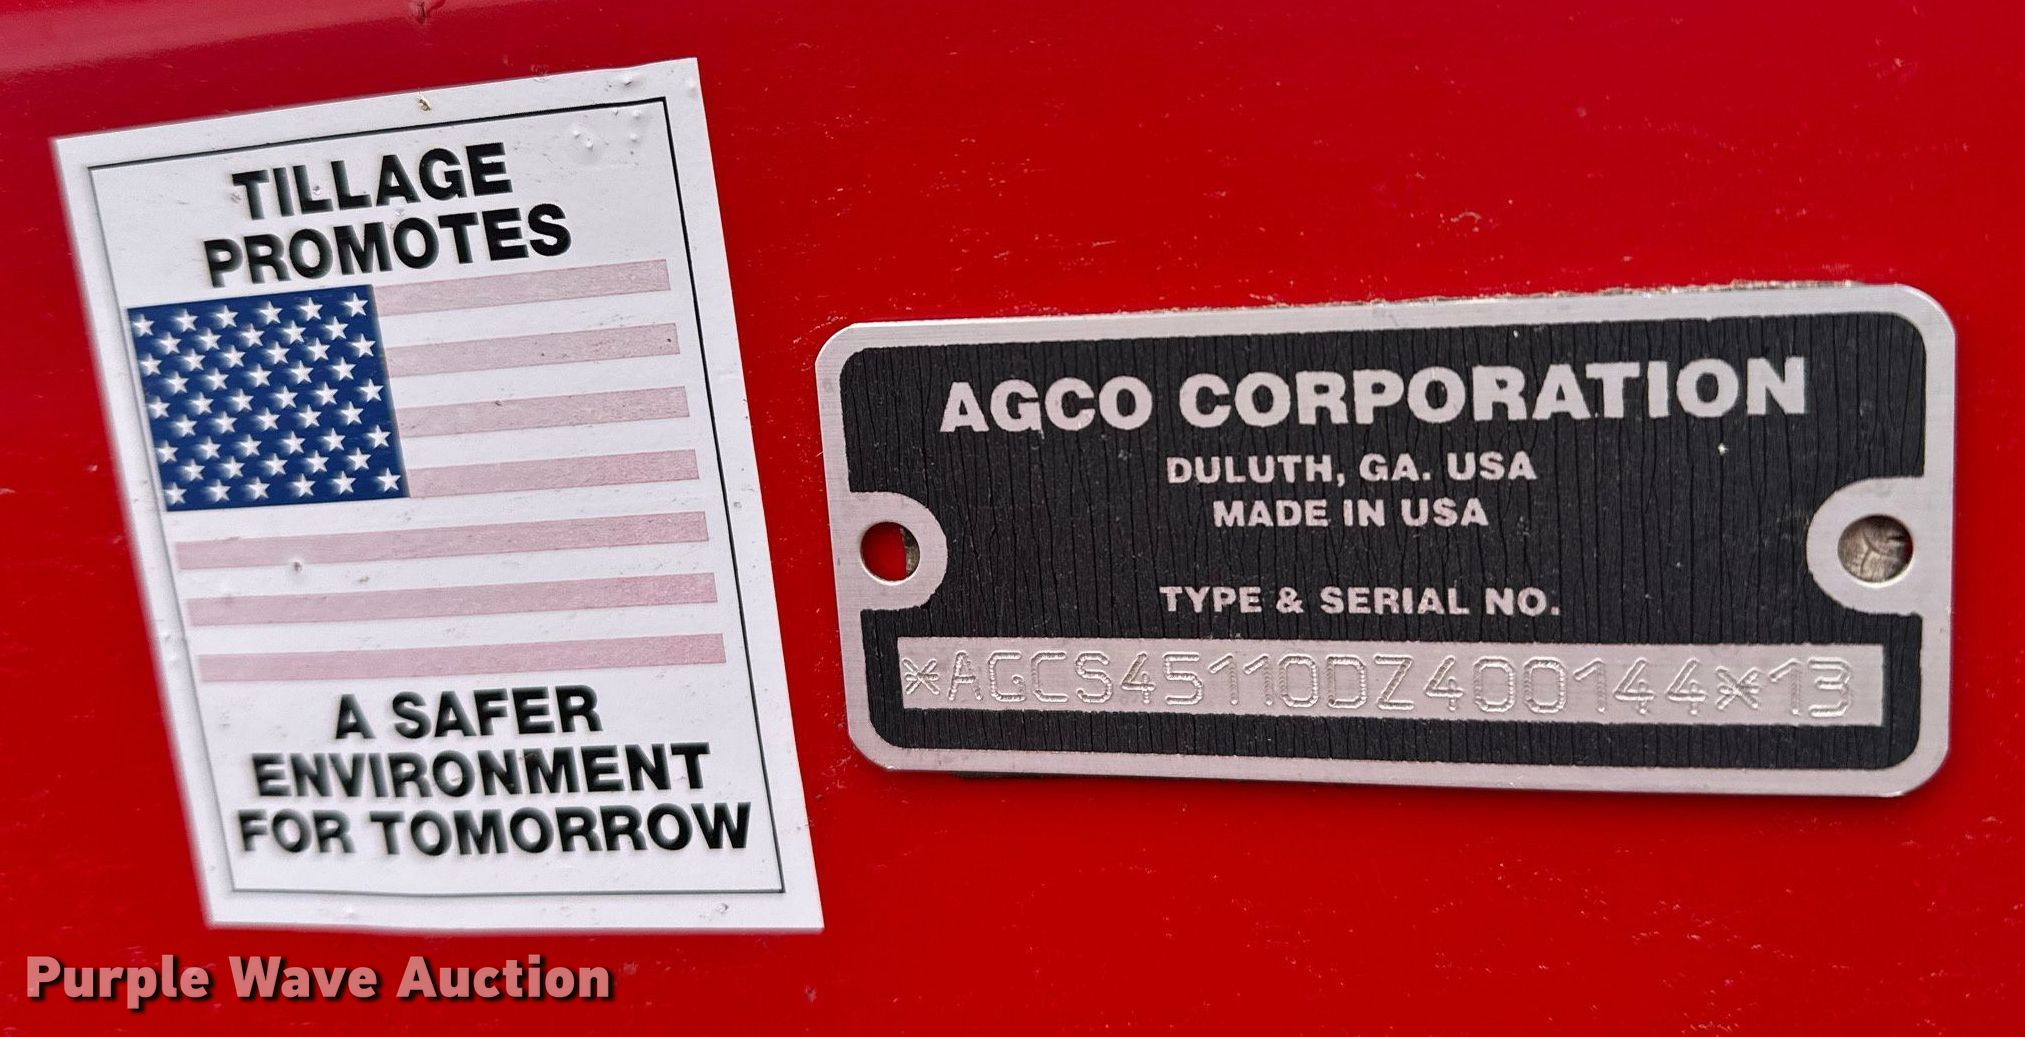 TILLAGE
PROMOTES
A SAFER
ENVIRONMENT
FOR TOMORROW
AGCO CORPORATION
DULUTH, GA. USA
MADE IN USA
TYPE & SERIAL NO.
*AGCS45110DZ400144*13
Purple Wave Auction